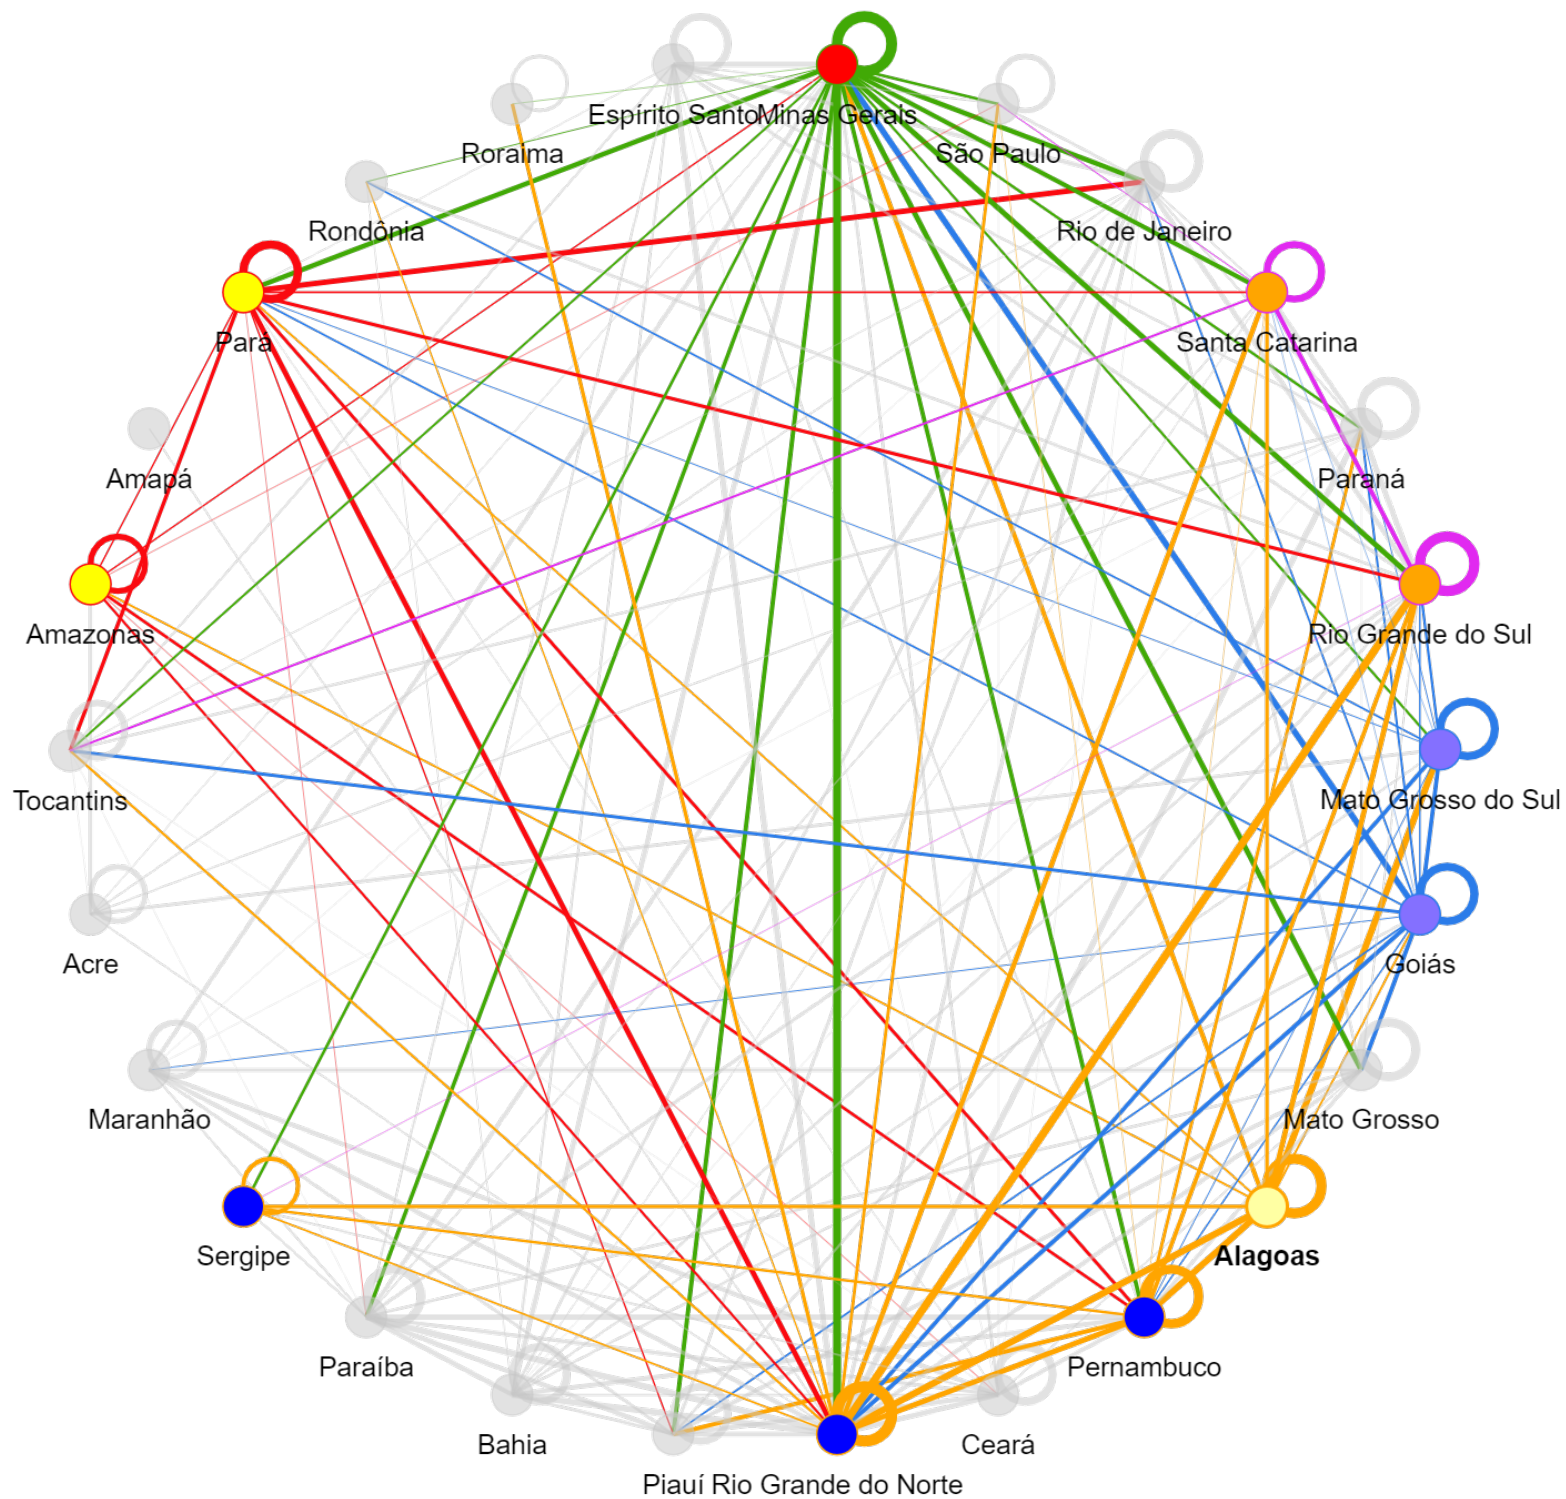 Espírito Santo
Minas Gerais
Roraima
São Paulo
Rondônia
Rio de Janeiro
Pará
Santa Catarina
Amapá
Paraná
Amazonas
Rio Grande do Sul
Tocantins
Mato Grosso do Sul
Acre
Goiás
Maranhão
Mato Grosso
Sergipe
Alagoas
Paraíba
Pernambuco
Bahia
Ceará
Piauí
Rio Grande do Norte